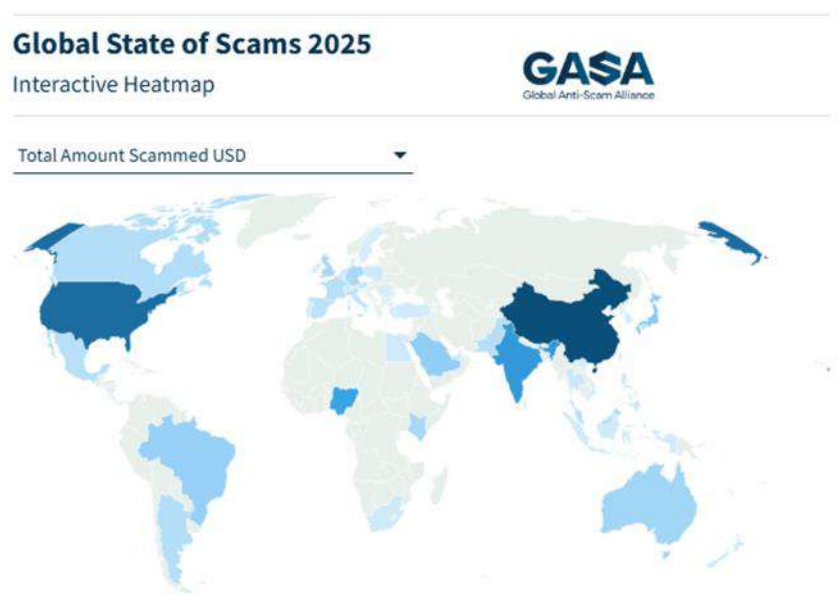 Global State of Scams 2025
Interactive Heatmap
GASA
Global Anti-Scam Alliance
Total Amount Scammed USD